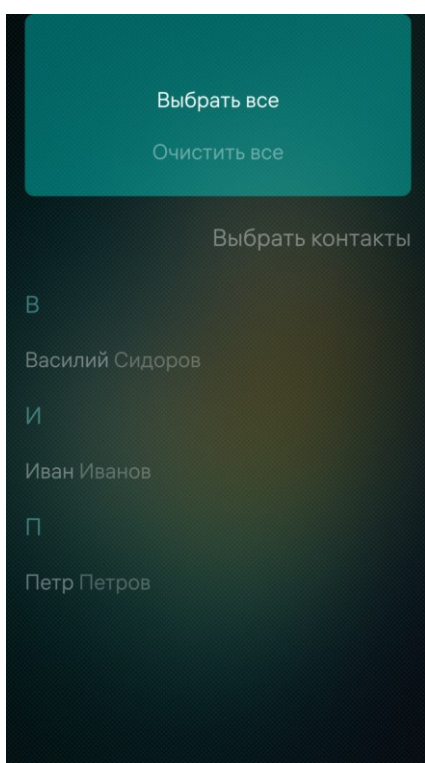 Выбрать все
Очистить все
Выбрать контакты
В
Василий Сидоров
И
Иван Иванов
П
Петр Петров